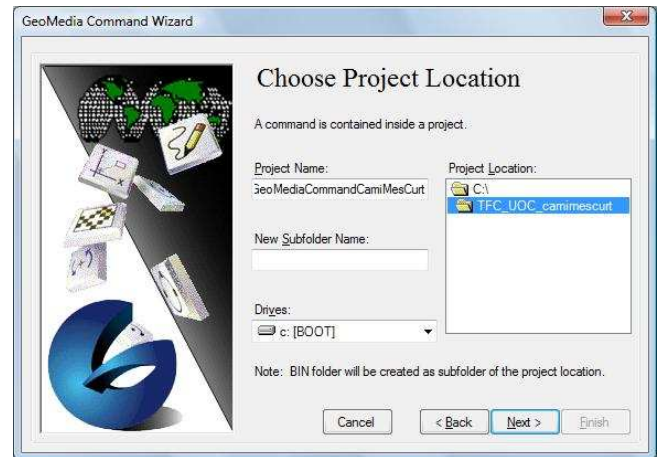 GeoMedia Command Wizard
Choose Project Location
A command is contained inside a project.
Project Name:
GeoMediaCommandCamiMesCurt
New Subfolder Name:
Drives:
c: [BOOT]
Project Location:
C:\
TFC_UOC_camimescurt
Note: BIN folder will be created as subfolder of the project location.
Cancel
< Back
Next >
Finish